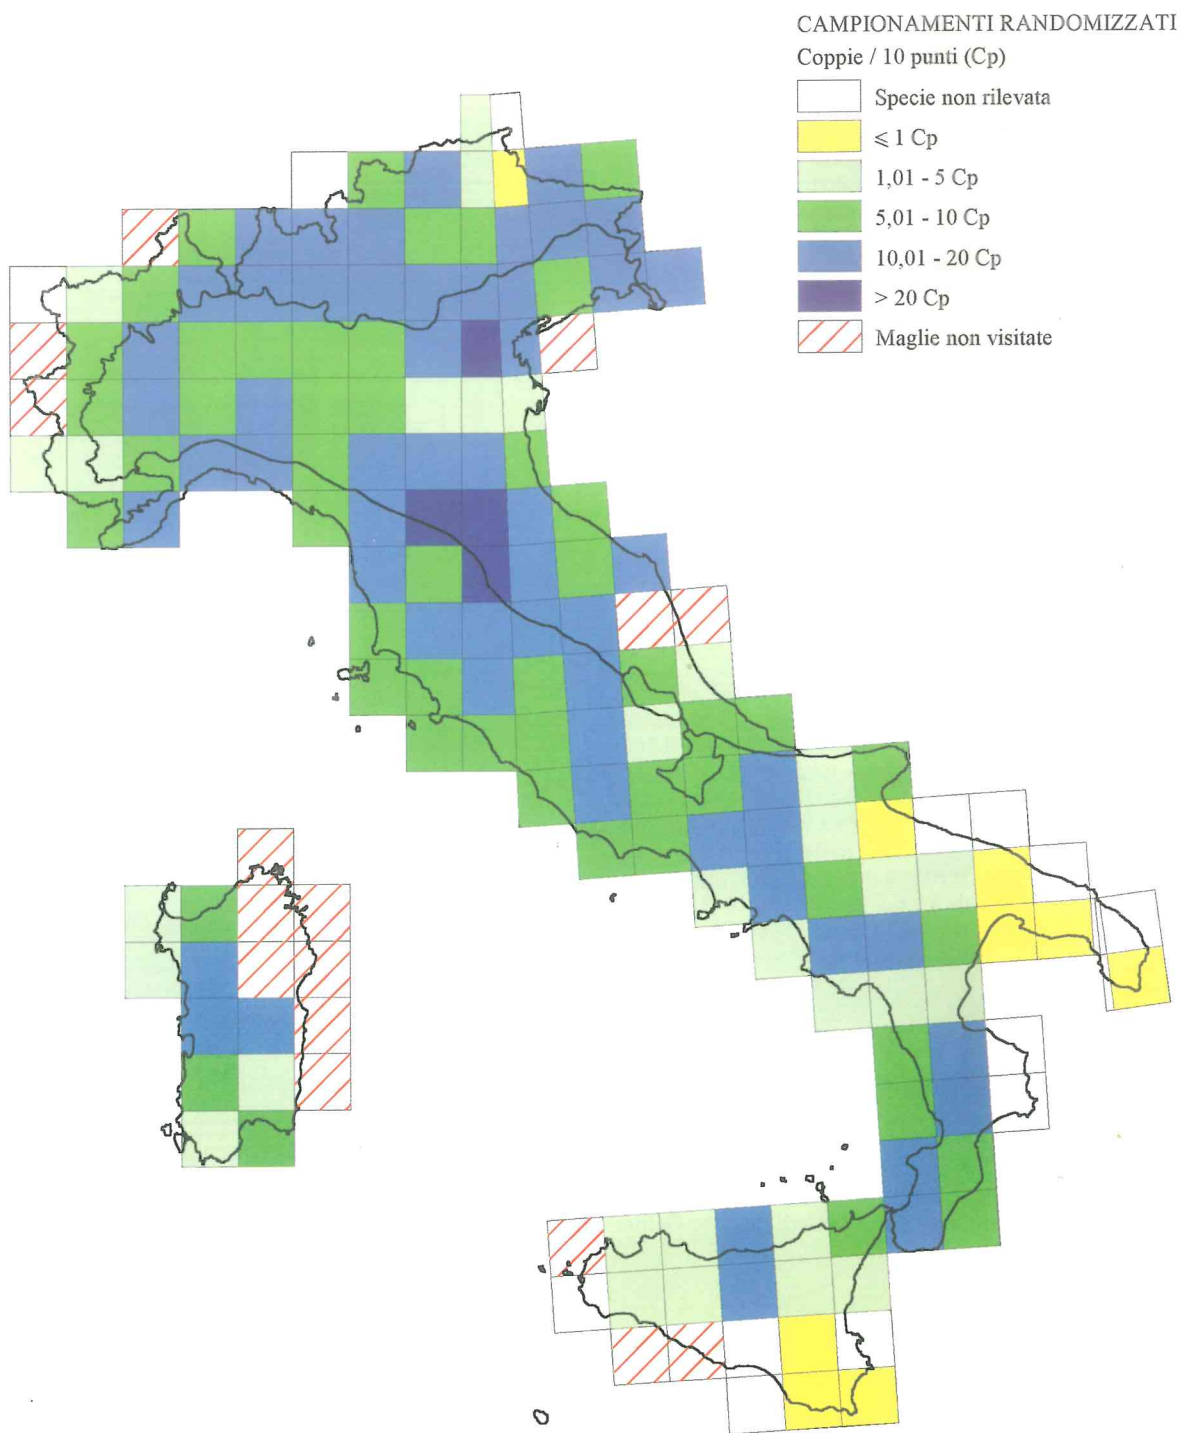 CAMPIONAMENTI RANDOMIZZATI
Coppie / 10 punti (Cp)
Specie non rilevata
⩽ 1 Cp
1,01 - 5 Cp
5,01 - 10 Cp
10,01 - 20 Cp
> 20 Cp
Maglie non visitate